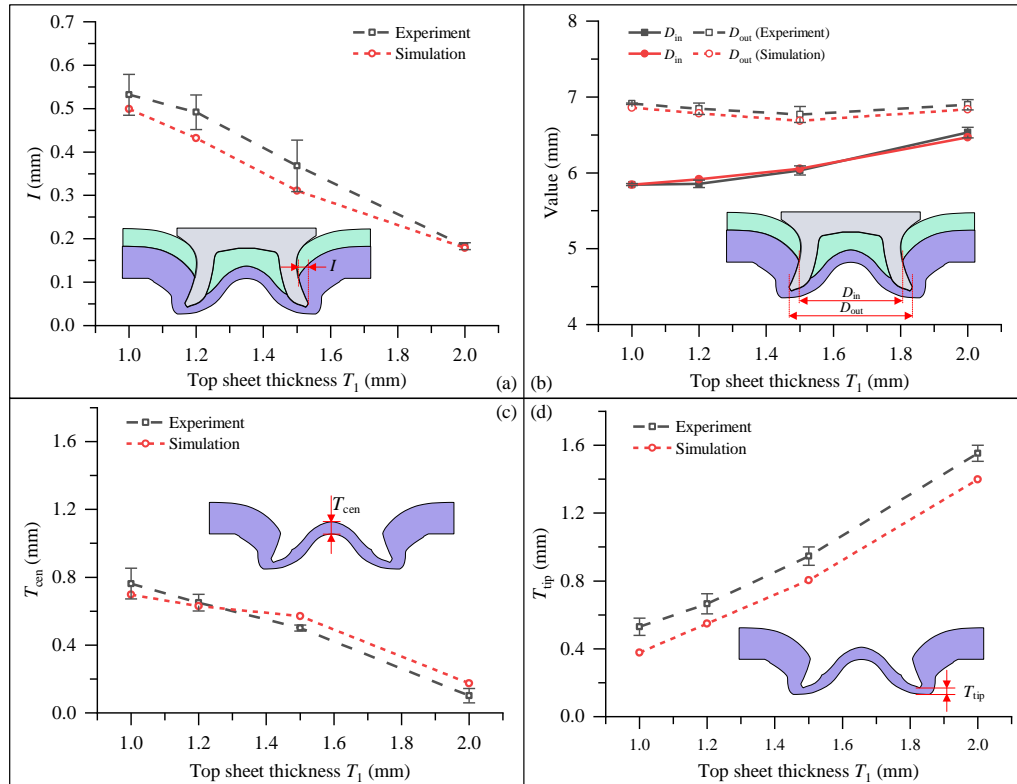 0.7
0.6
0.5
0.4
0.3
0.2
0.1
0.0
I (mm)
Experiment
Simulation
I
1.0 1.2 1.4 1.6 1.8 2.0
Top sheet thickness T1 (mm)
(a)
8
7
6
5
4
Value (mm)
Din Dout (Experiment)
Din Dout (Simulation)
Din
Dout
1.0 1.2 1.4 1.6 1.8 2.0
Top sheet thickness T1 (mm)
(b)
(c)
1.6
1.2
0.8
0.4
0.0
Tcen (mm)
Experiment
Simulation
Tcen
1.0 1.2 1.4 1.6 1.8 2.0
Top sheet thickness T1 (mm)
(d)
1.6
1.2
0.8
0.4
0.0
Ttip (mm)
Experiment
Simulation
Ttip
1.0 1.2 1.4 1.6 1.8 2.0
Top sheet thickness T1 (mm)